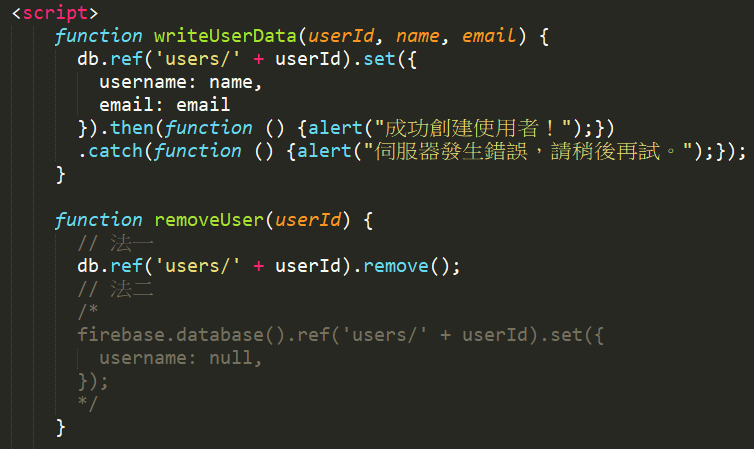 <script>
function writeUserData(userId, name, email) {
db.ref('users/' + userId).set({
username: name,
email: email
}).then(function () {alert("成功創建使用者！");})
.catch(function () {alert("伺服器發生錯誤，請稍後再試。");});
}
function removeUser(userId) {
// 法一
db.ref('users/' + userId).remove();
// 法二
/*
firebase.database().ref('users/' + userId).set({
username: null,
});
*/
}